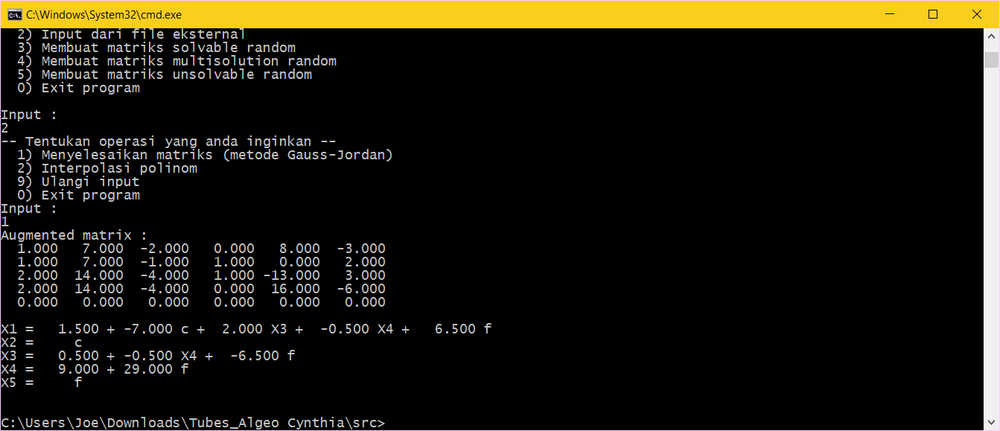 C:\Windows\System32\cmd.exe
2) Input dari file eksternal
3) Membuat matriks solvable random
4) Membuat matriks multisolution random
5) Membuat matriks unsolvable random
0) Exit program
Input :
2
-- Tentukan operasi yang anda inginkan --
1) Menyelesaikan matriks (metode Gauss-Jordan)
2) Interpolasi polinom
9) Ulangi input
0) Exit program
Input :
1
Augmented matrix :
1.000 7.000 -2.000 0.000 8.000 -3.000
1.000 7.000 -1.000 1.000 0.000 2.000
2.000 14.000 -4.000 1.000 -13.000 3.000
2.000 14.000 -4.000 0.000 16.000 -6.000
0.000 0.000 0.000 0.000 0.000 0.000
X1 = 1.500 + -7.000 c + 2.000 X3 + -0.500 X4 + 6.500 f
X2 = c
X3 = 0.500 + -0.500 X4 + -6.500 f
X4 = 9.000 + 29.000 f
X5 = f
C:\Users\Joe\Downloads\Tubes_Algeo Cynthia\src>